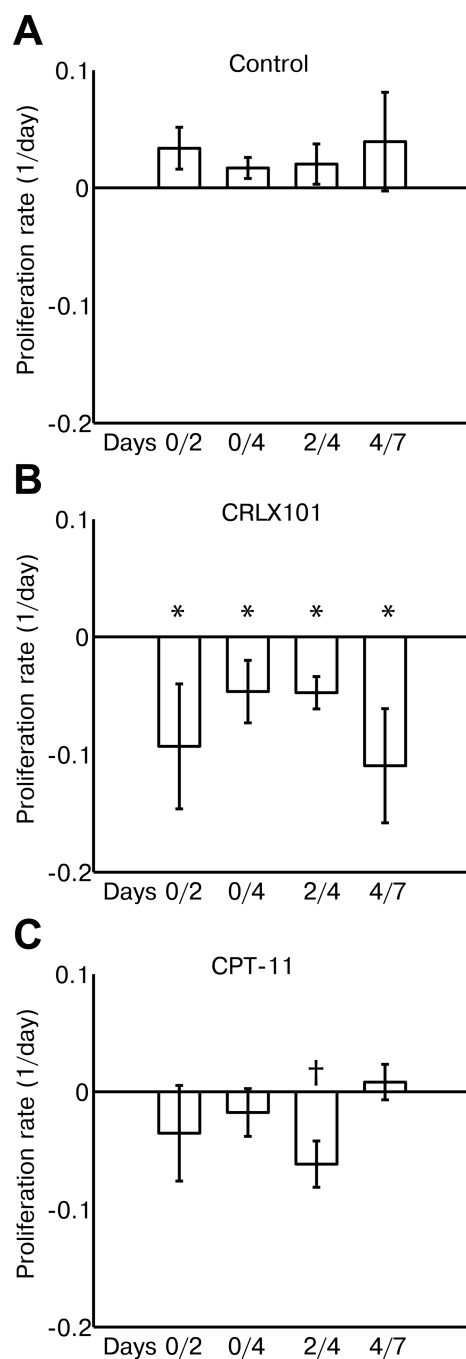 A
Control
Proliferation rate (1/day)
0.1
0
-0.1
-0.2
Days 0/2 0/4 2/4 4/7
B
CRLX101
Proliferation rate (1/day)
0.1
* * * *
0
-0.1
-0.2
Days 0/2 0/4 2/4 4/7
C
CPT-11
Proliferation rate (1/day)
0.1
†
0
-0.1
-0.2
Days 0/2 0/4 2/4 4/7